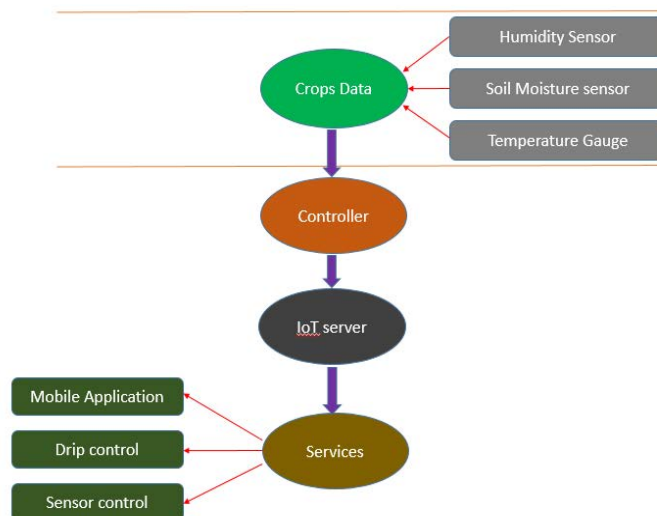 Humidity Sensor
Crops Data
Soil Moisture sensor
Temperature Gauge
Controller
IoT server
Mobile Application
Drip control
Services
Sensor control